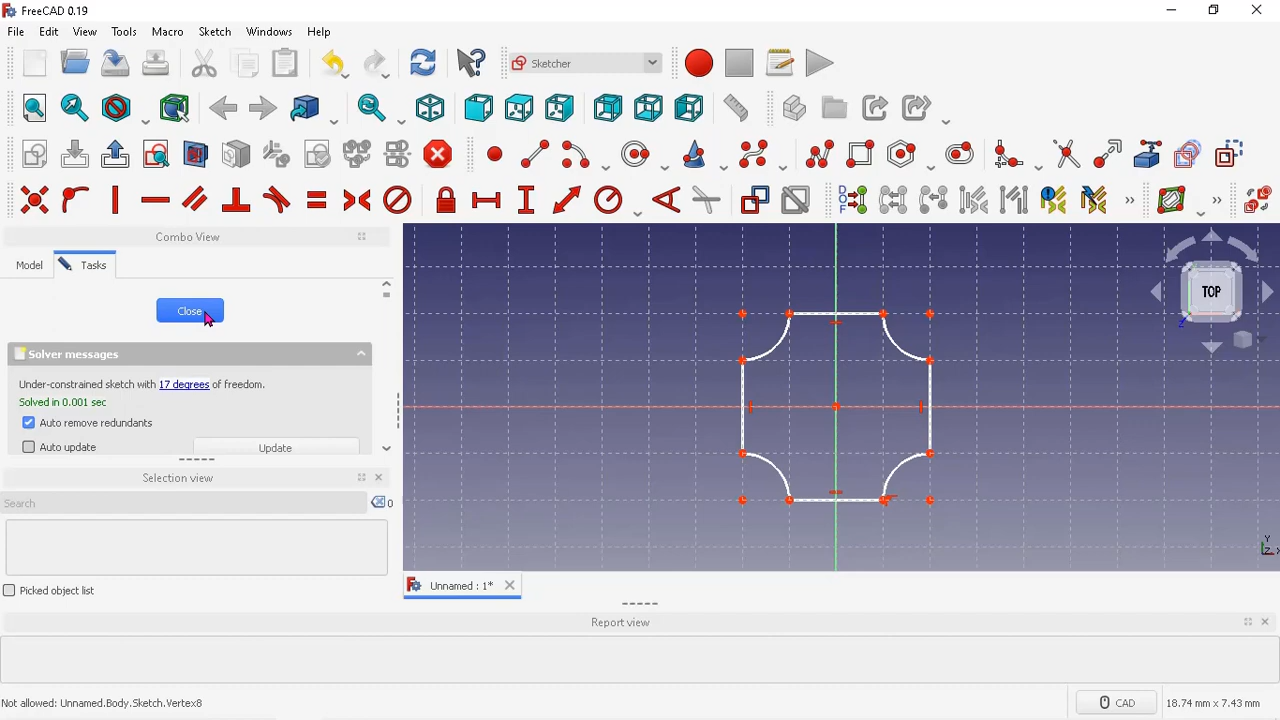 FreeCAD 0.19
File Edit View Tools Macro Sketch Windows Help
Sketcher
Combo View
Model Tasks
Close
Solver messages
Under-constrained sketch with 17 degrees of freedom.
Solved in 0.001 sec
Auto remove redundants
Auto update Update
Selection view
Search 0
Picked object list
TOP
Y
Z
X
Unnamed : 1*
Report view
Not allowed: Unnamed.Body.Sketch.Vertex8
CAD 18.74 mm x 7.43 mm